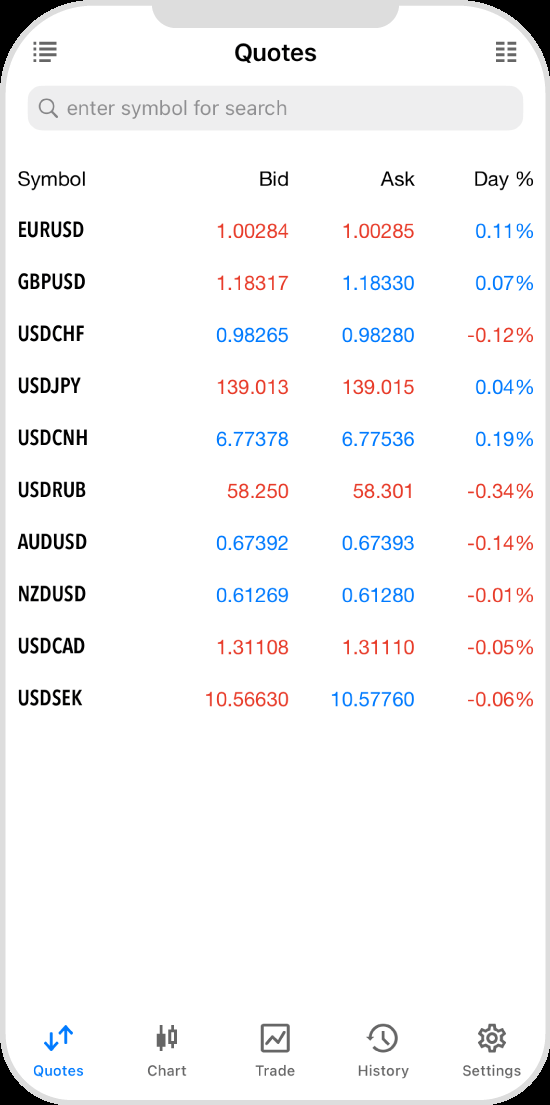 Quotes
enter symbol for search
Symbol Bid Ask Day %
EURUSD 1.00284 1.00285 0.11%
GBPUSD 1.18317 1.18330 0.07%
USDCHF 0.98265 0.98280 -0.12%
USDJPY 139.013 139.015 0.04%
USDCNH 6.77378 6.77536 0.19%
USDRUB 58.250 58.301 -0.34%
AUDUSD 0.67392 0.67393 -0.14%
NZDUSD 0.61269 0.61280 -0.01%
USDCAD 1.31108 1.31110 -0.05%
USDSEK 10.56630 10.57760 -0.06%
Quotes Chart Trade History Settings